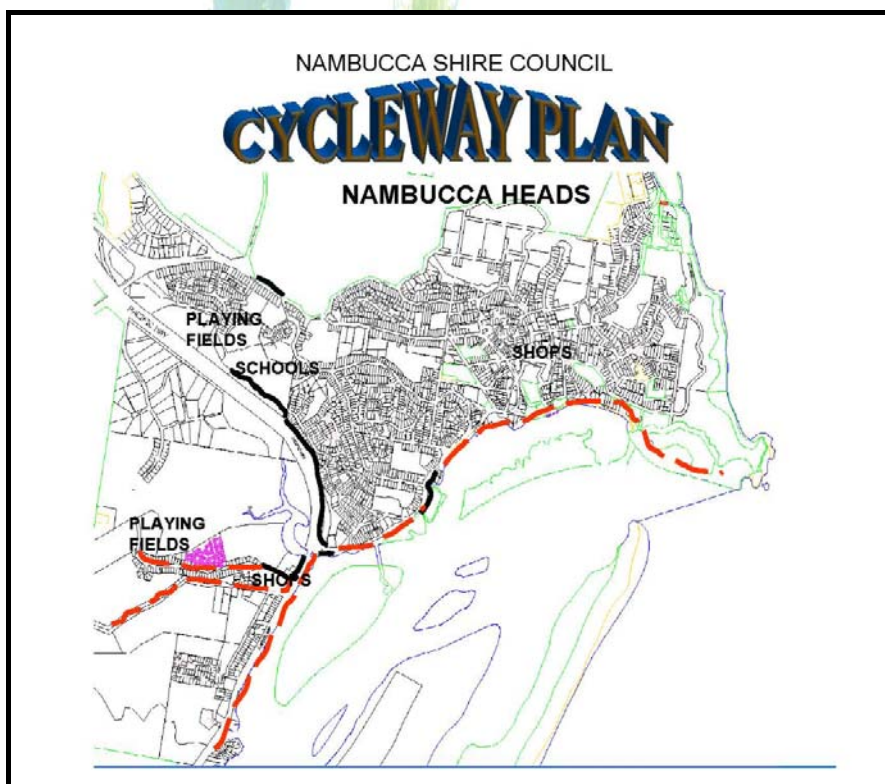 NAMBUCCA SHIRE COUNCIL
CYCLEWAY PLAN
NAMBUCCA HEADS
PLAYING
FIELDS
SCHOOLS
SHOPS
PLAYING
FIELDS
SHOPS